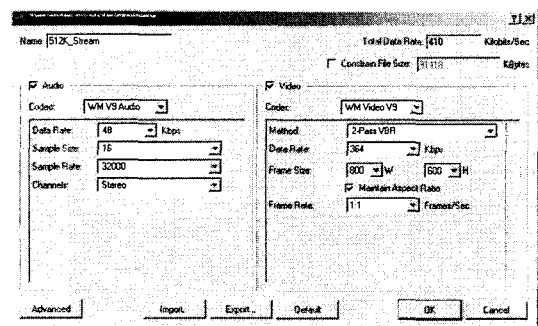 Name 512K_Stream
Total Data Rate: 410 Kilobits/Sec
Constrain File Size: KBytes
Audio
Codec: WM V9 Audio
Data Rate: 48 Kbps
Sample Size: 16
Sample Rate: 32000
Channels: Stereo
Video
Codec: WM Video V9
Method: 2-Pass VBR
Data Rate: 364 Kbps
Frame Size: 800 W 600 H
Maintain Aspect Ratio
Frame Rate: 1:1 Frames/Sec
Advanced Import. Export... Default OK Cancel